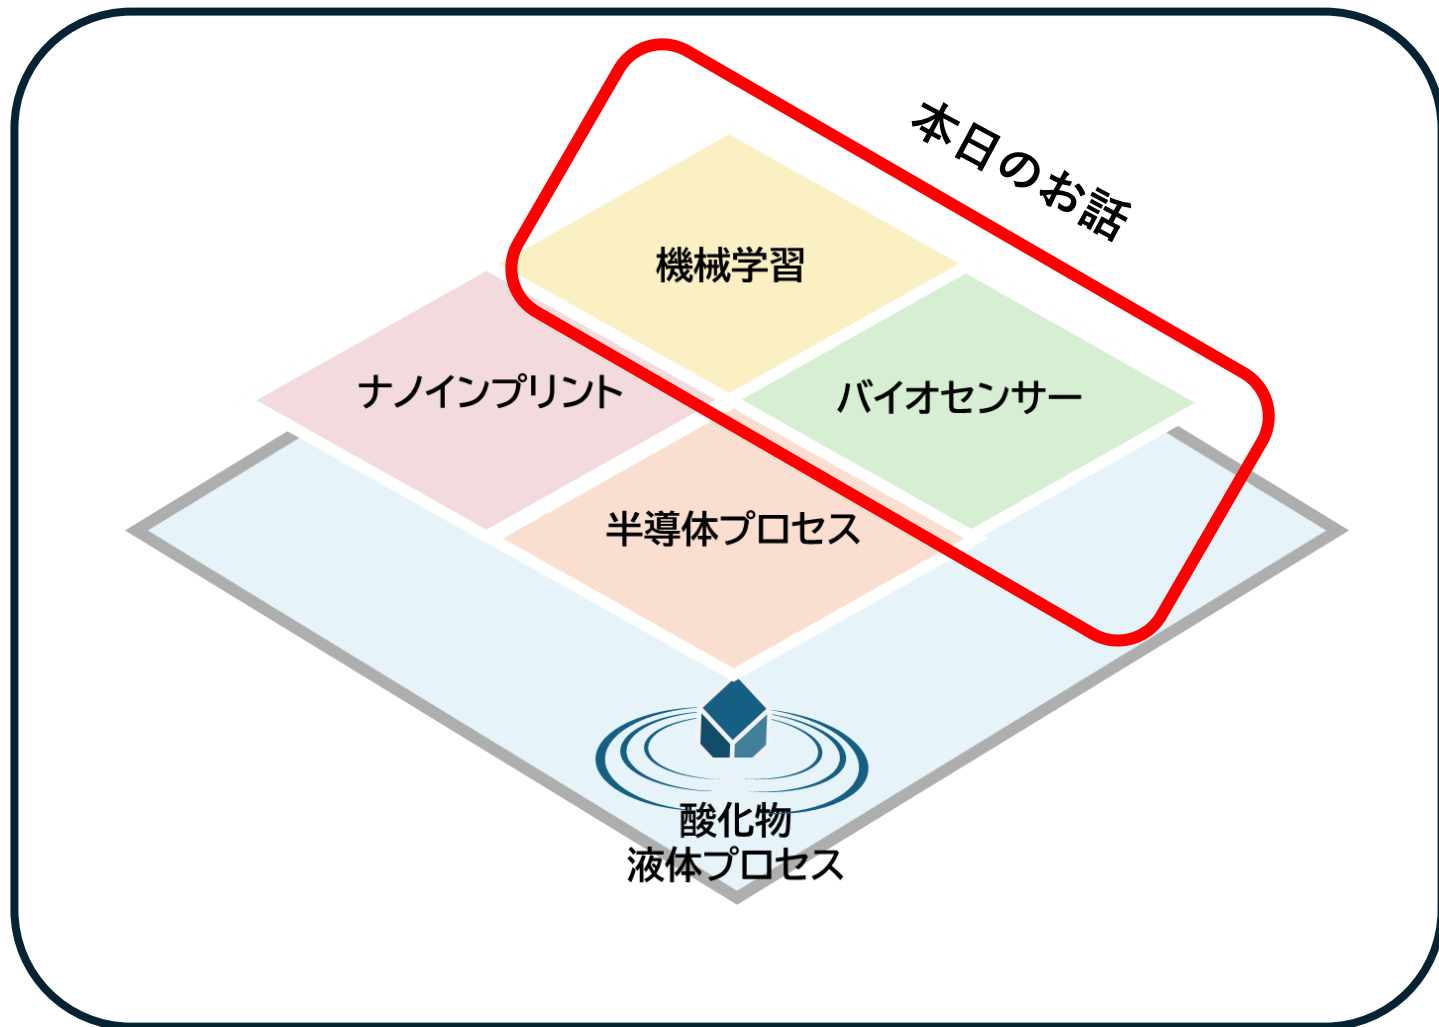 本日のお話
機械学習
ナノインプリント
バイオセンサー
半導体プロセス
酸化物
液体プロセス